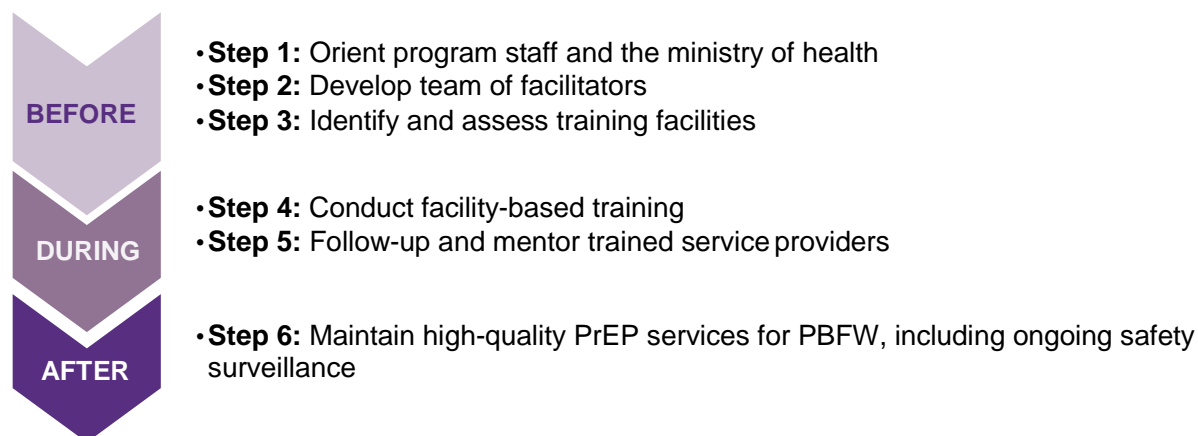 BEFORE
•Step 1: Orient program staff and the ministry of health
•Step 2: Develop team of facilitators
•Step 3: Identify and assess training facilities
DURING
•Step 4: Conduct facility-based training
•Step 5: Follow-up and mentor trained service providers
AFTER
•Step 6: Maintain high-quality PrEP services for PBFW, including ongoing safety
surveillance